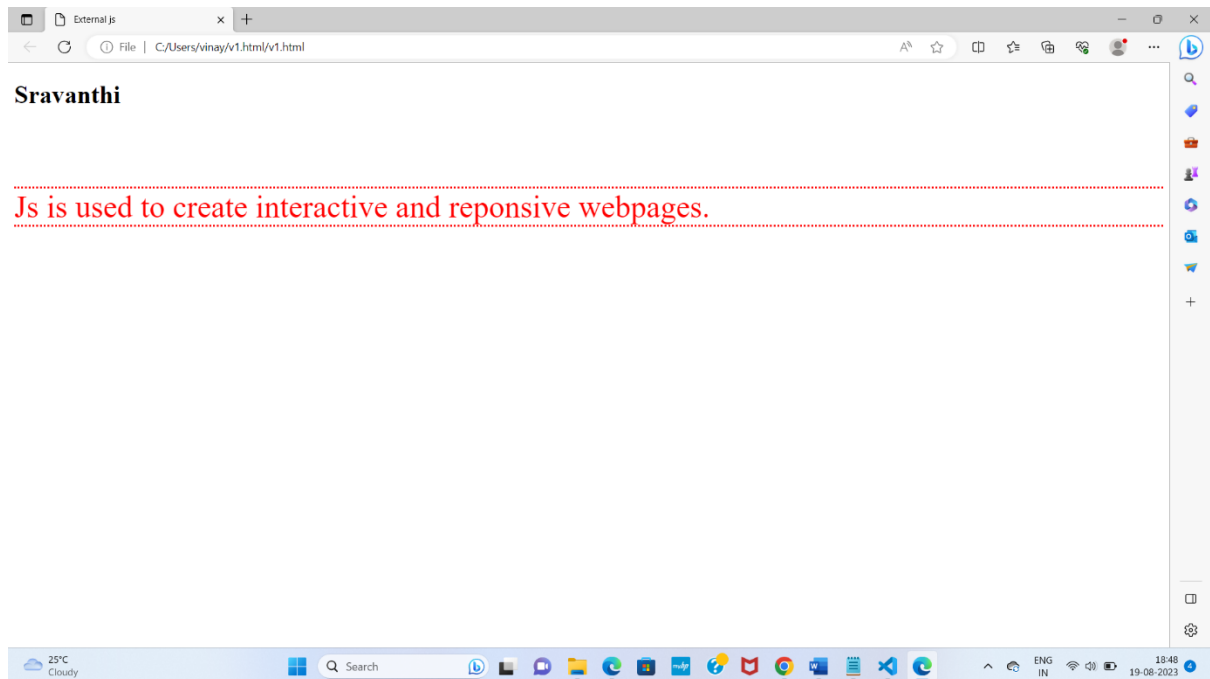 External js
File | C:/Users/vinay/v1.html/v1.html
Sravanthi
Js is used to create interactive and reponsive webpages.
25°C
Cloudy
Search
ENG
IN
18:48
19-08-2023
4